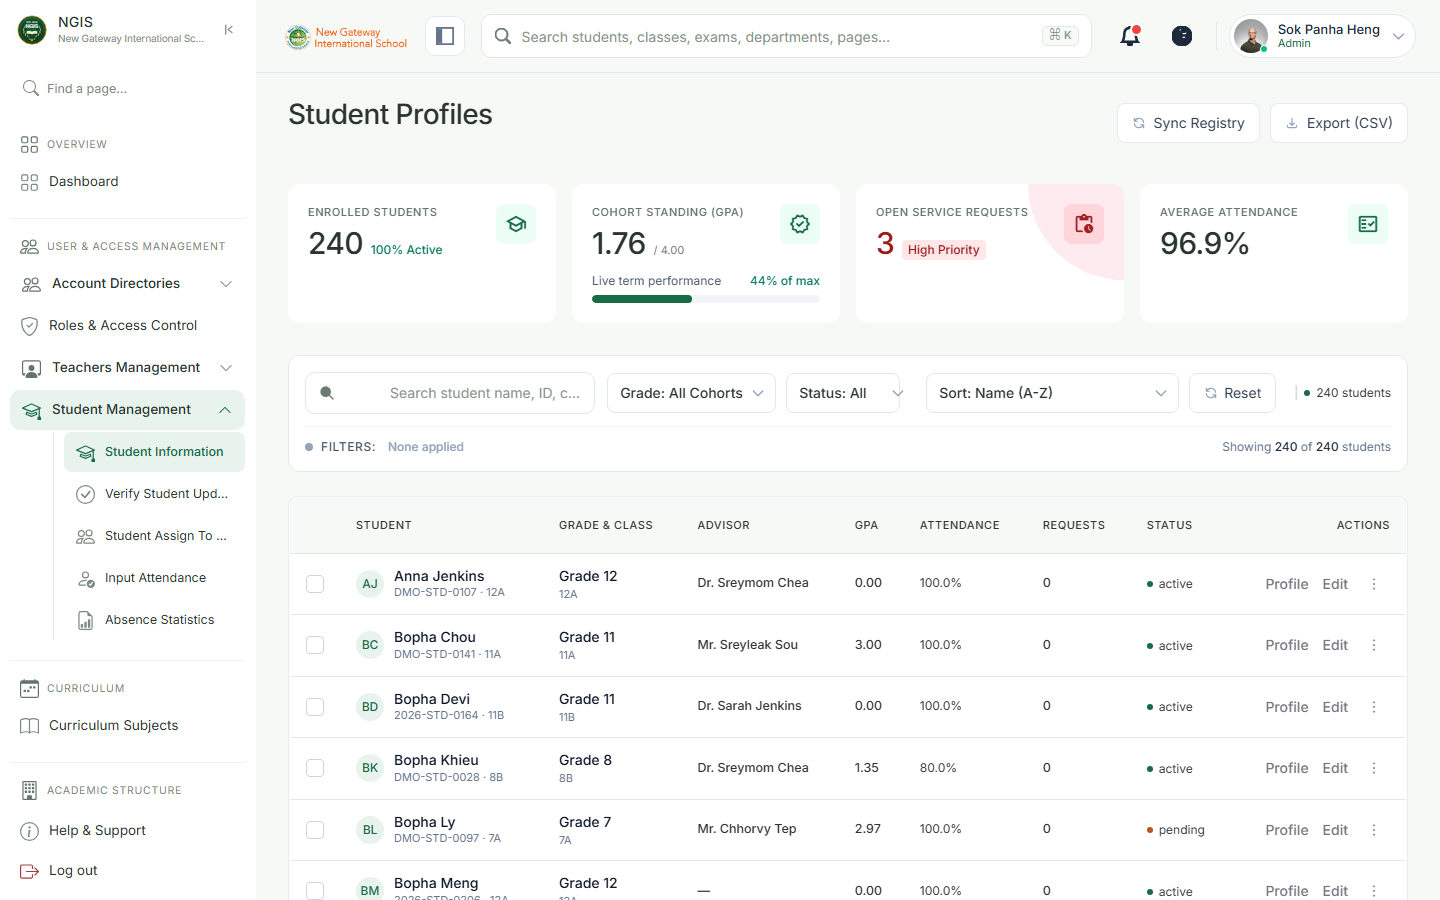 NGIS
New Gateway International Sc...
Find a page...
OVERVIEW
Dashboard
USER & ACCESS MANAGEMENT
Account Directories
Roles & Access Control
Teachers Management
Student Management
Student Information
Verify Student Upd...
Student Assign To ...
Input Attendance
Absence Statistics
CURRICULUM
Curriculum Subjects
ACADEMIC STRUCTURE
Help & Support
Log out
New Gateway
International School
Search students, classes, exams, departments, pages...
⌘ K
Sok Panha Heng
Admin
Student Profiles
Sync Registry
Export (CSV)
ENROLLED STUDENTS
240 100% Active
COHORT STANDING (GPA)
1.76 / 4.00
Live term performance 44% of max
OPEN SERVICE REQUESTS
3 High Priority
AVERAGE ATTENDANCE
96.9%
Search student name, ID, c...
Grade: All Cohorts
Status: All
Sort: Name (A-Z)
Reset
240 students
FILTERS: None applied
Showing 240 of 240 students
STUDENT GRADE & CLASS ADVISOR GPA ATTENDANCE REQUESTS STATUS ACTIONS
AJ Anna Jenkins Grade 12 Dr. Sreymom Chea 0.00 100.0% 0 active Profile Edit
DMO-STD-0107 · 12A 12A
BC Bopha Chou Grade 11 Mr. Sreyleak Sou 3.00 100.0% 0 active Profile Edit
DMO-STD-0141 · 11A 11A
BD Bopha Devi Grade 11 Dr. Sarah Jenkins 0.00 100.0% 0 active Profile Edit
2026-STD-0164 · 11B 11B
BK Bopha Khieu Grade 8 Dr. Sreymom Chea 1.35 80.0% 0 active Profile Edit
DMO-STD-0028 · 8B 8B
BL Bopha Ly Grade 7 Mr. Chhorvy Tep 2.97 100.0% 0 pending Profile Edit
DMO-STD-0097 · 7A 7A
BM Bopha Meng Grade 12 — 0.00 100.0% 0 active Profile Edit